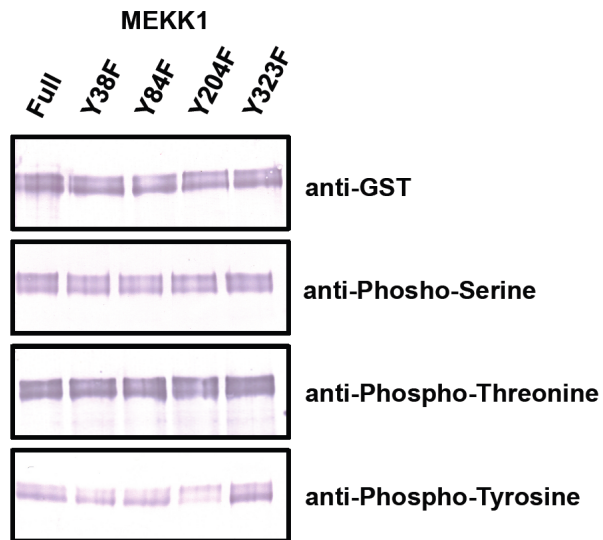 MEKK1
Full Y38F Y84F Y204F Y323F
anti-GST
anti-Phosho-Serine
anti-Phospho-Threonine
anti-Phospho-Tyrosine